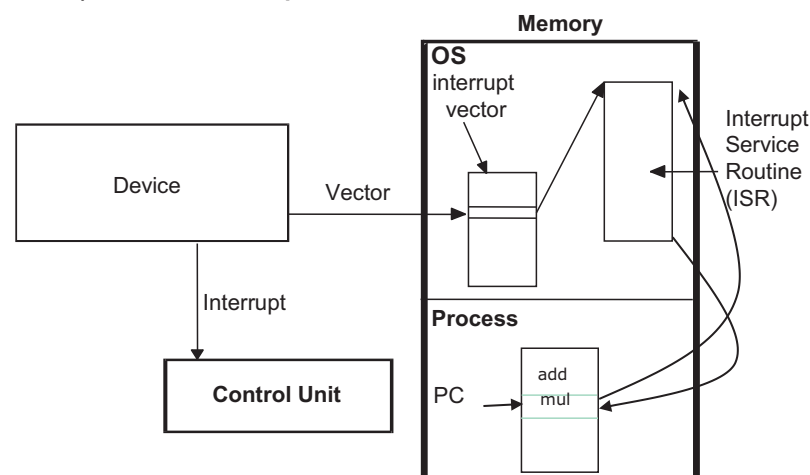 Memory
OS
interrupt
vector
Interrupt
Service
Routine
(ISR)
Device
Vector
Interrupt
Process
Control Unit
PC
add
mul